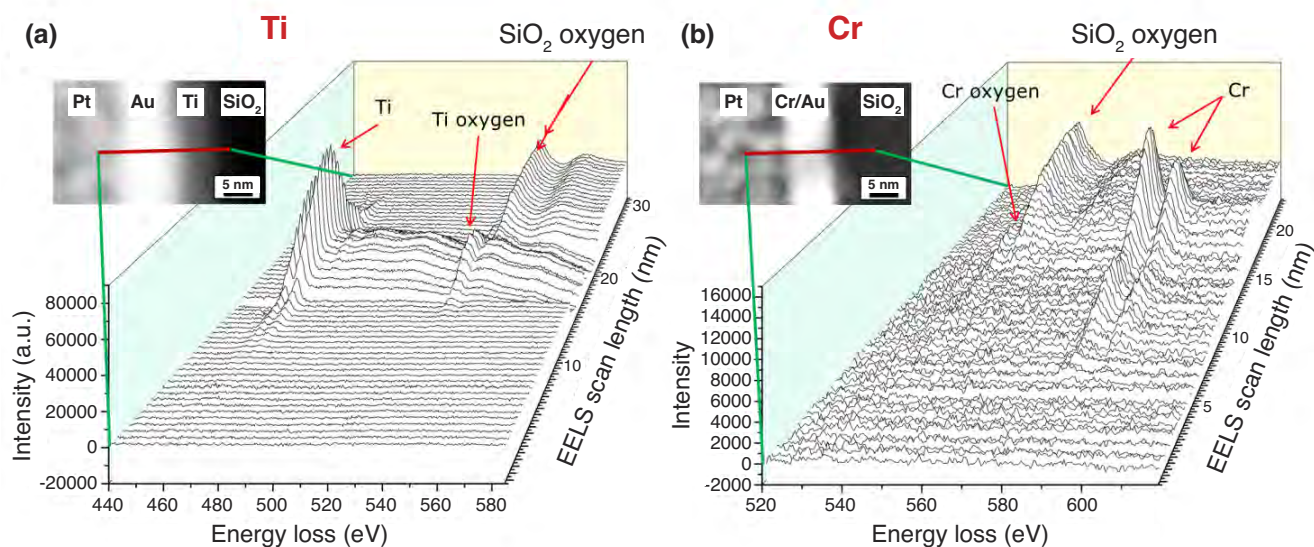 (a)
Ti
SiO2 oxygen
Pt
Au
Ti
SiO2
5 nm
Ti
Ti oxygen
80000
60000
40000
20000
0
-20000
Intensity (a.u.)
440
460
480
500
520
540
560
580
Energy loss (eV)
10
20
30
EELS scan length (nm)
(b)
Cr
SiO2 oxygen
Pt
Cr/Au
SiO2
5 nm
Cr oxygen
Cr
16000
14000
12000
10000
8000
6000
4000
2000
0
-2000
Intensity
520
540
560
580
600
Energy loss (eV)
5
10
15
20
EELS scan length (nm)